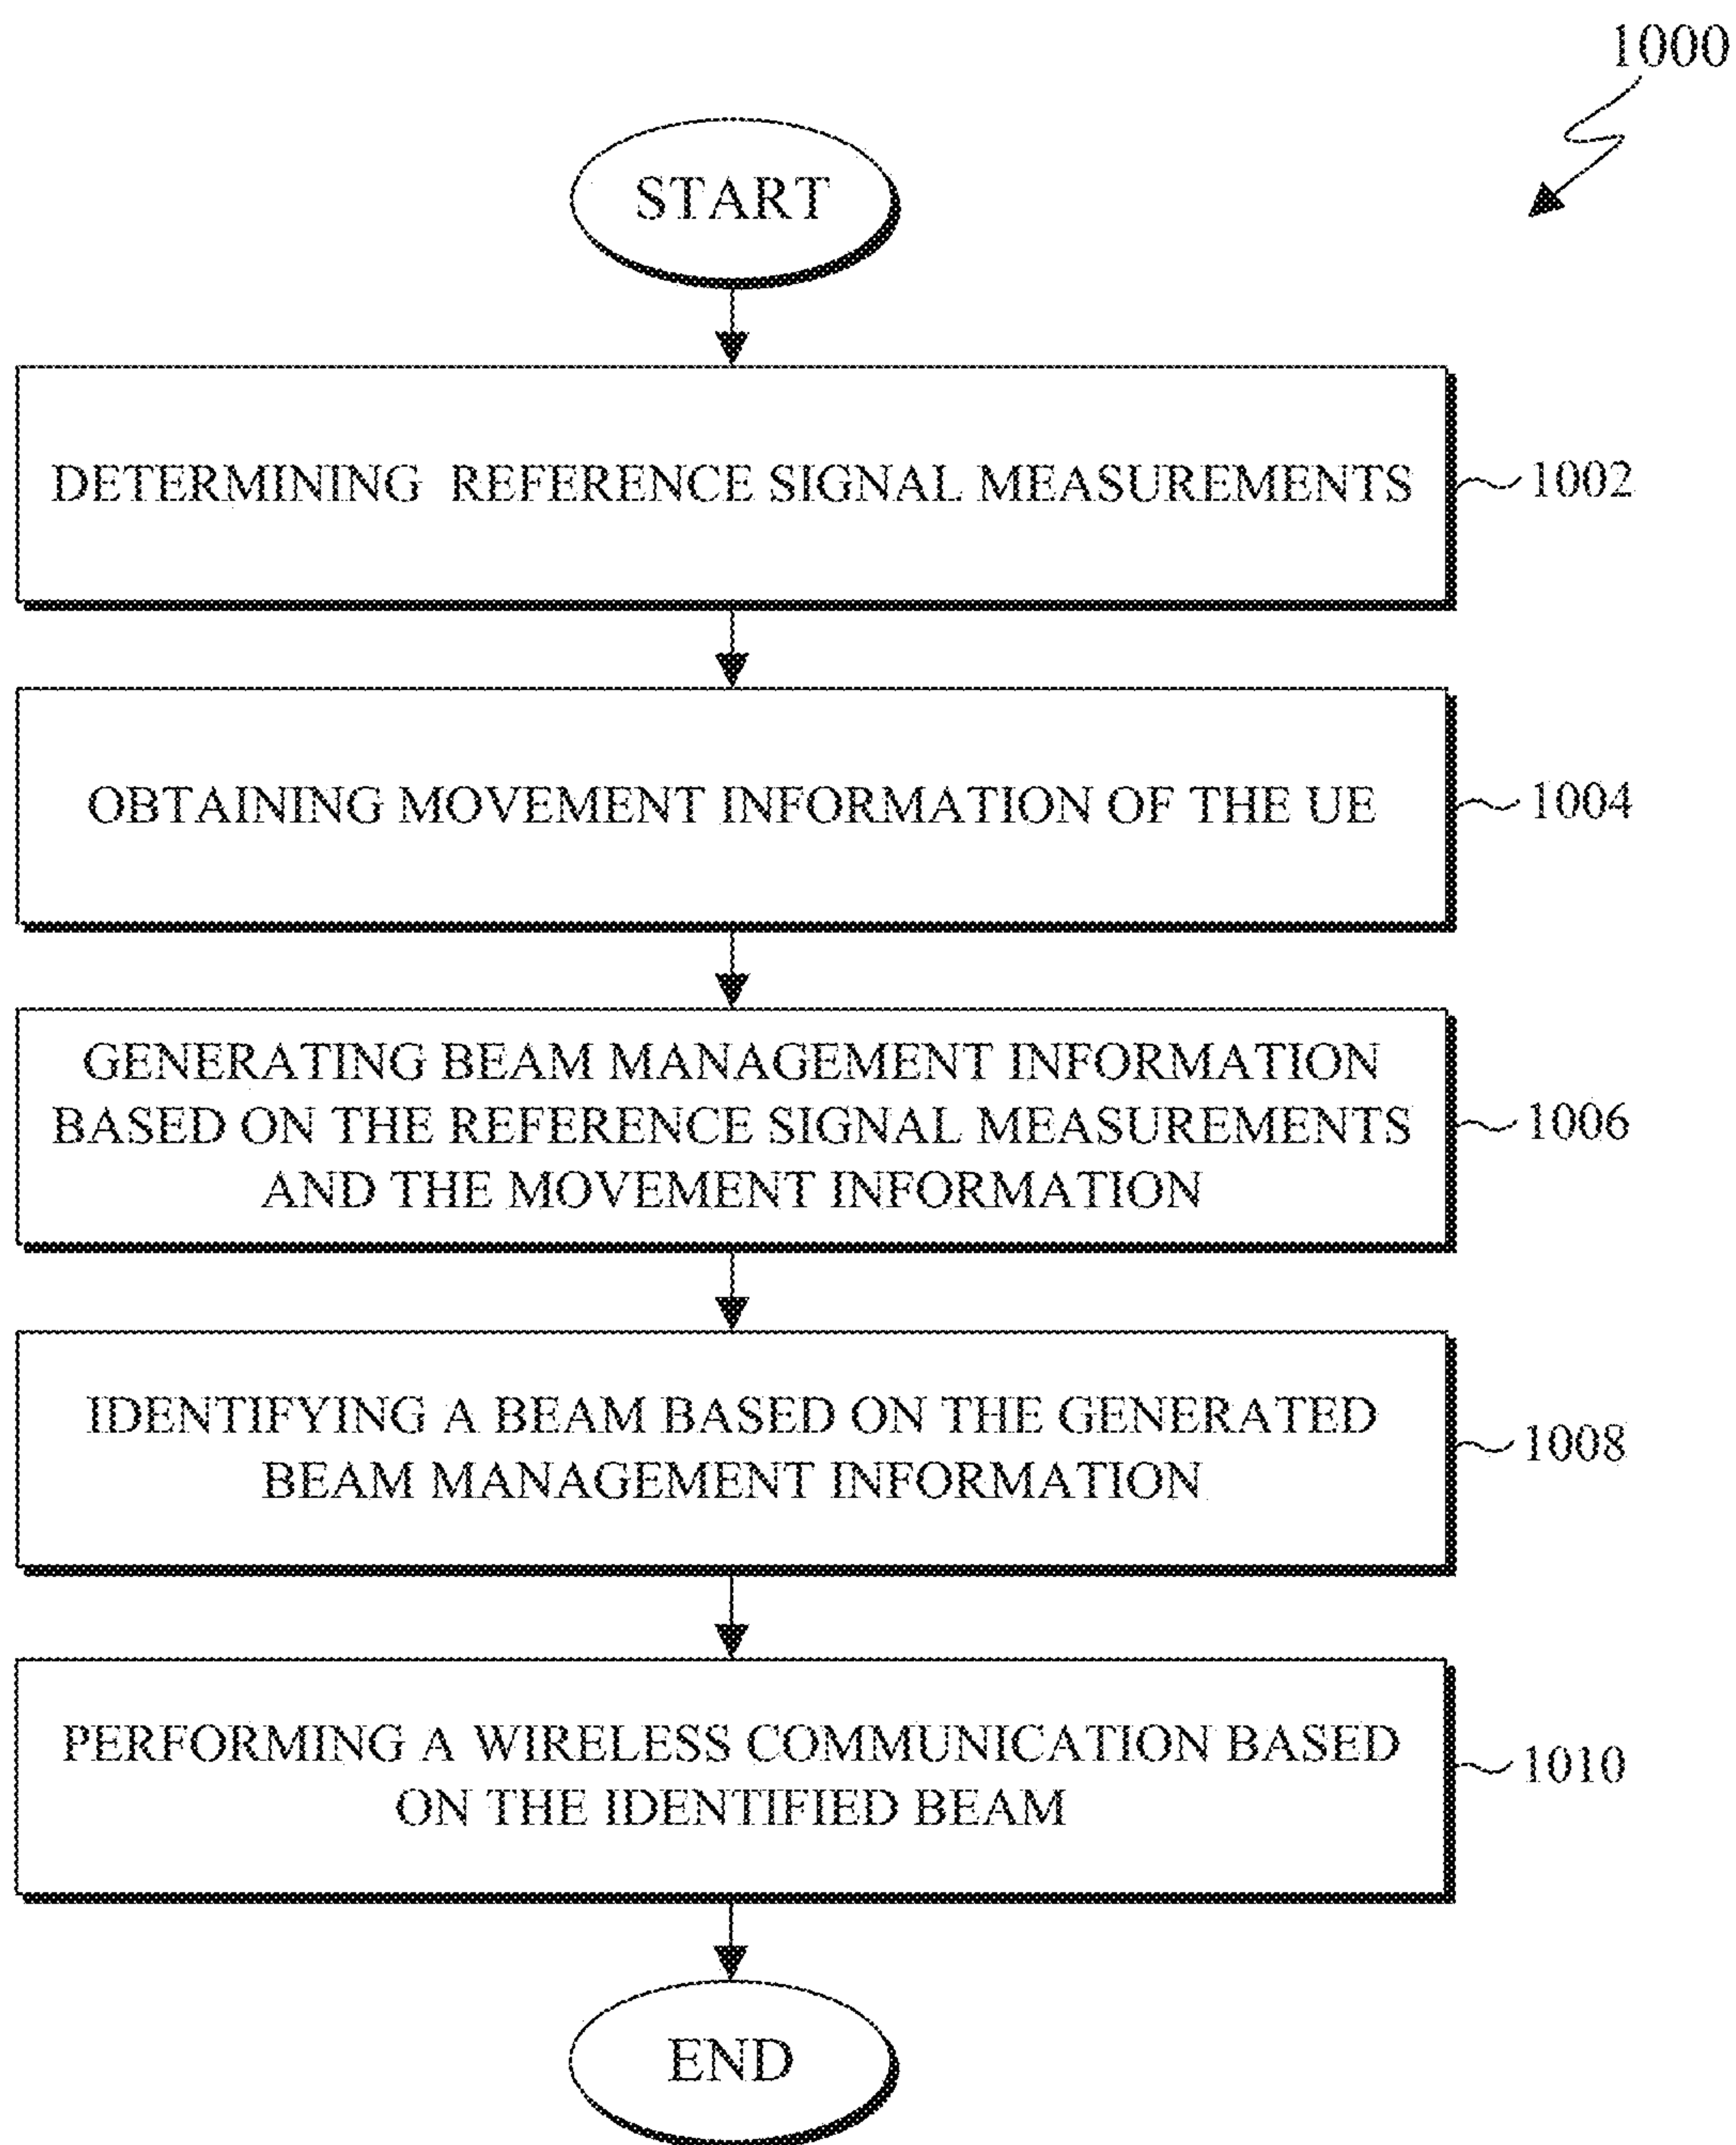 1000
START
DETERMINING REFERENCE SIGNAL MEASUREMENTS
1002
OBTAINING MOVEMENT INFORMATION OF THE UE
1004
GENERATING BEAM MANAGEMENT INFORMATION
BASED ON THE REFERENCE SIGNAL MEASUREMENTS
AND THE MOVEMENT INFORMATION
1006
IDENTIFYING A BEAM BASED ON THE GENERATED
BEAM MANAGEMENT INFORMATION
1008
PERFORMING A WIRELESS COMMUNICATION BASED
ON THE IDENTIFIED BEAM
1010
END